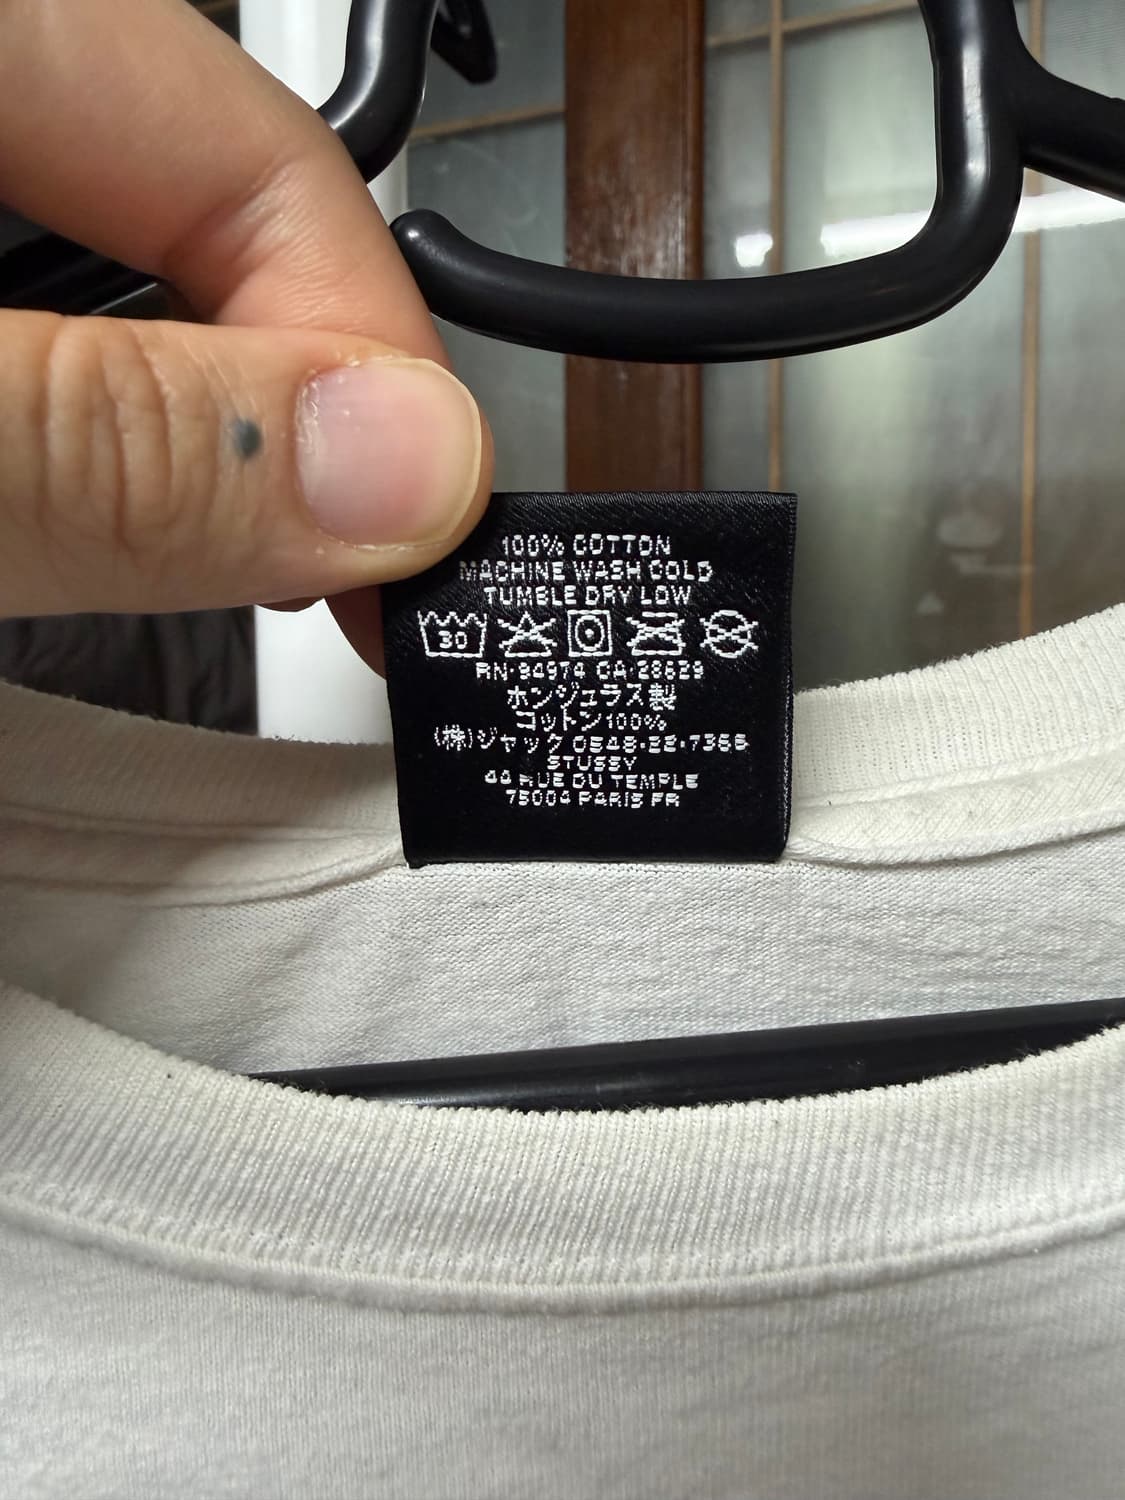 100% COTTON
MACHINE WASH COLD
TUMBLE DRY LOW
30
RN·94974 CA·28629
ホンジュラス製
コットン100%
(株)ジャック 0548·22·7366
STUSSY
44 RUE DU TEMPLE
75004 PARIS FR